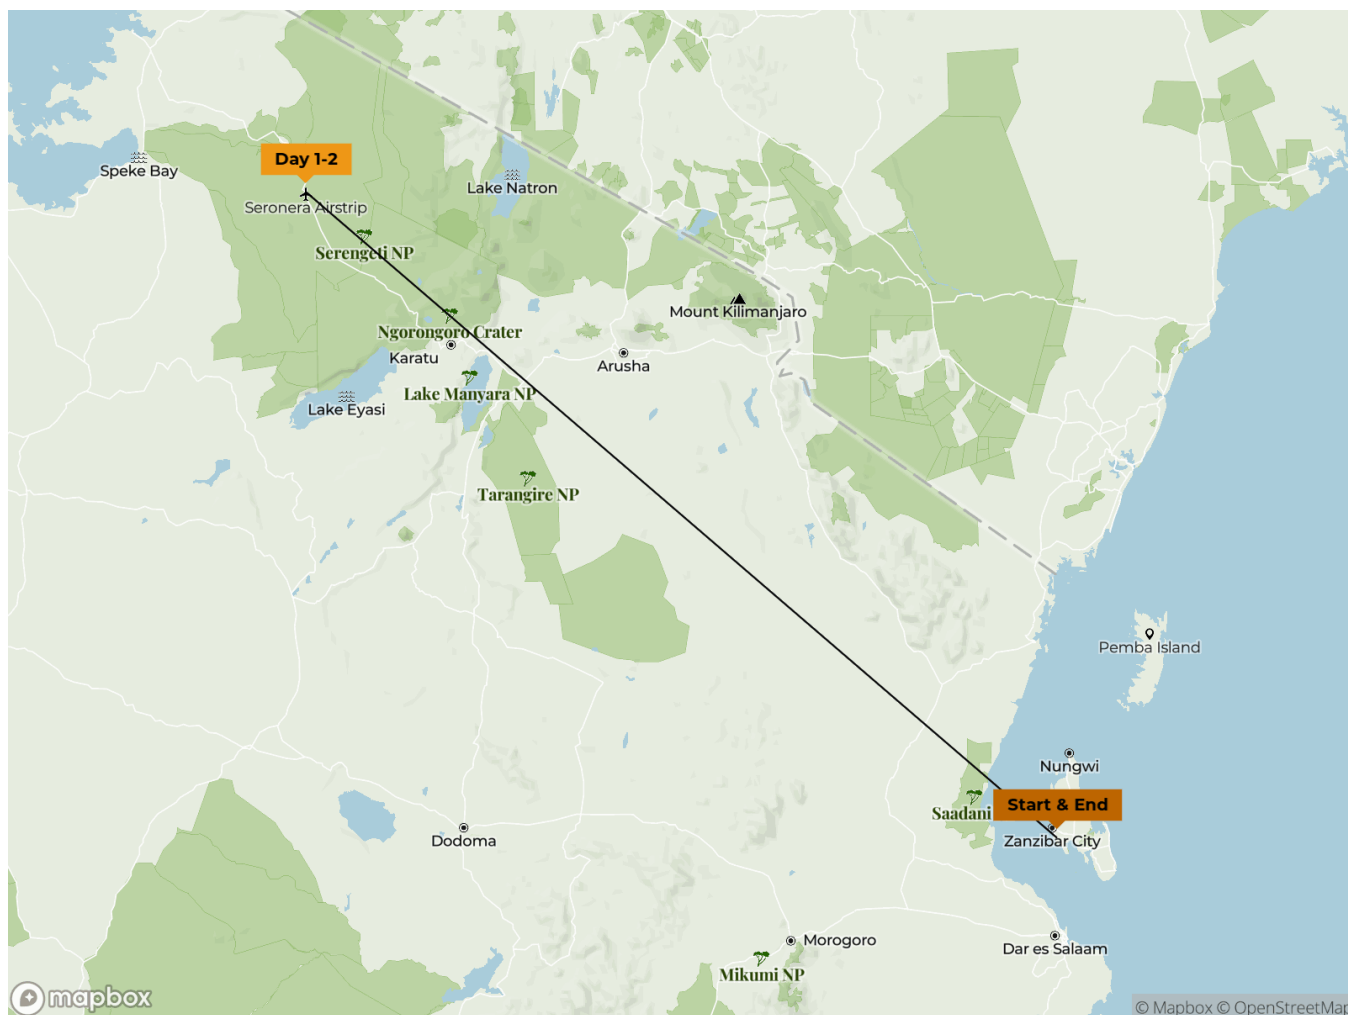 Day 1-2
Speke Bay
Lake Natron
Seronera Airstrip
Serengeti NP
Mount Kilimanjaro
Ngorongoro Crater
Karatu
Arusha
Lake Manyara NP
Lake Eyasi
Tarangire NP
Pemba Island
Nungwi
Start & End
Saadani
Zanzibar City
Dodoma
Morogoro
Dar es Salaam
Mikumi NP
mapbox
© Mapbox © OpenStreetMap